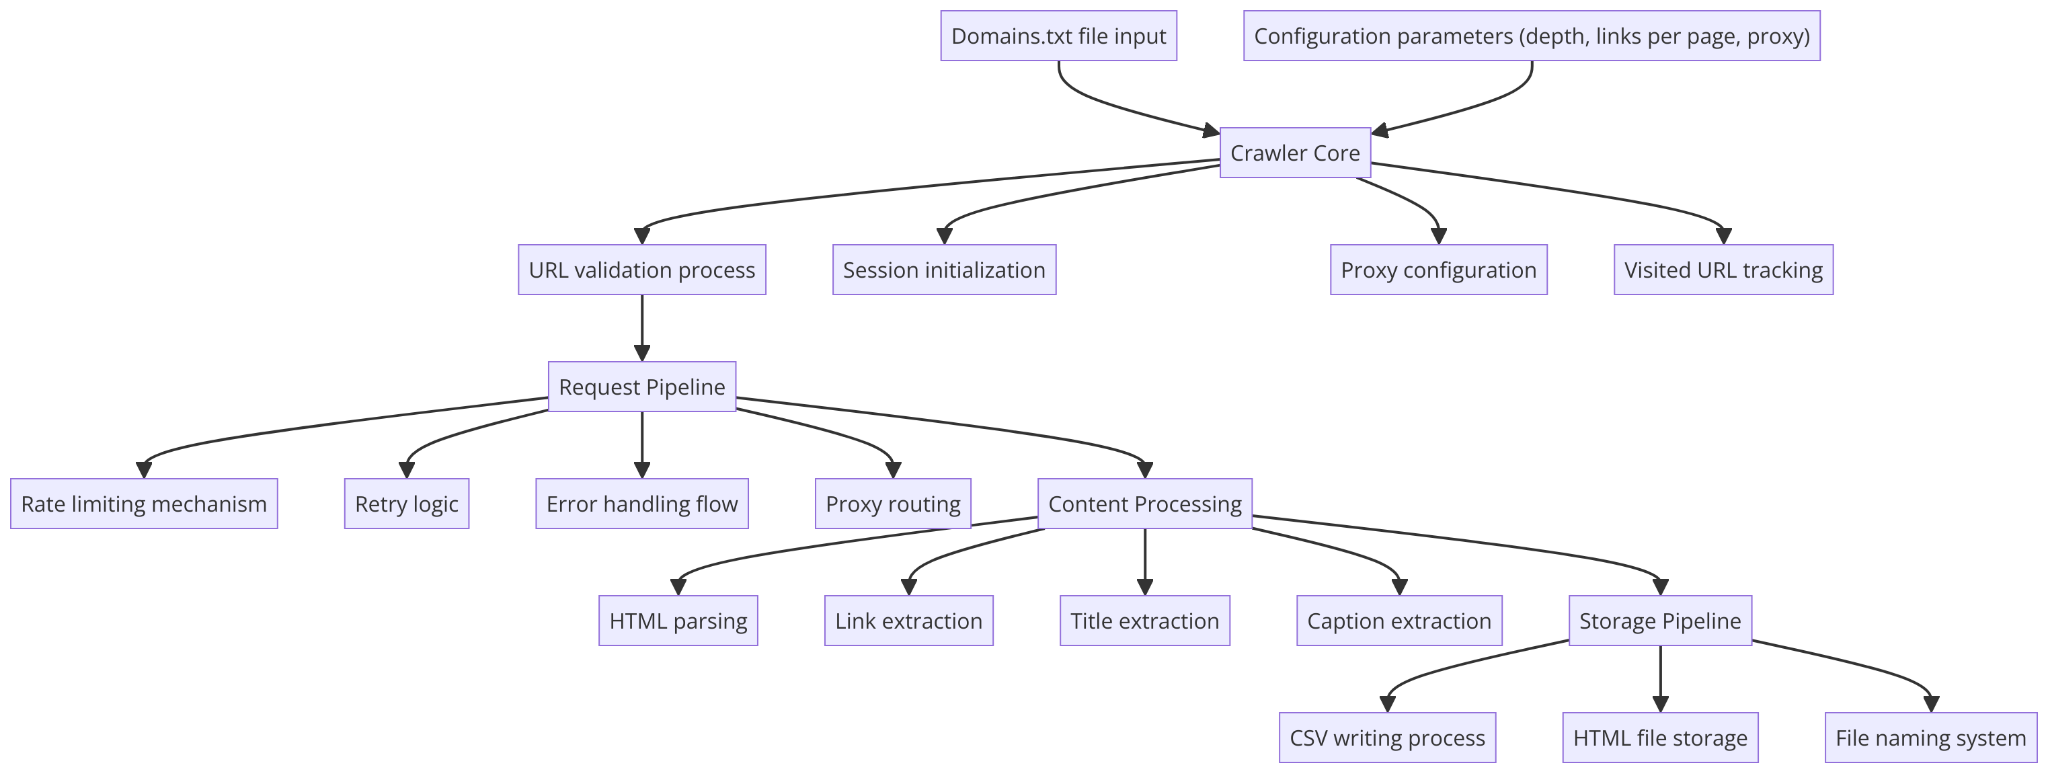 Domains.txt file input
Configuration parameters (depth, links per page, proxy)
Crawler Core
URL validation process
Session initialization
Proxy configuration
Visited URL tracking
Request Pipeline
Rate limiting mechanism
Retry logic
Error handling flow
Proxy routing
Content Processing
HTML parsing
Link extraction
Title extraction
Caption extraction
Storage Pipeline
CSV writing process
HTML file storage
File naming system